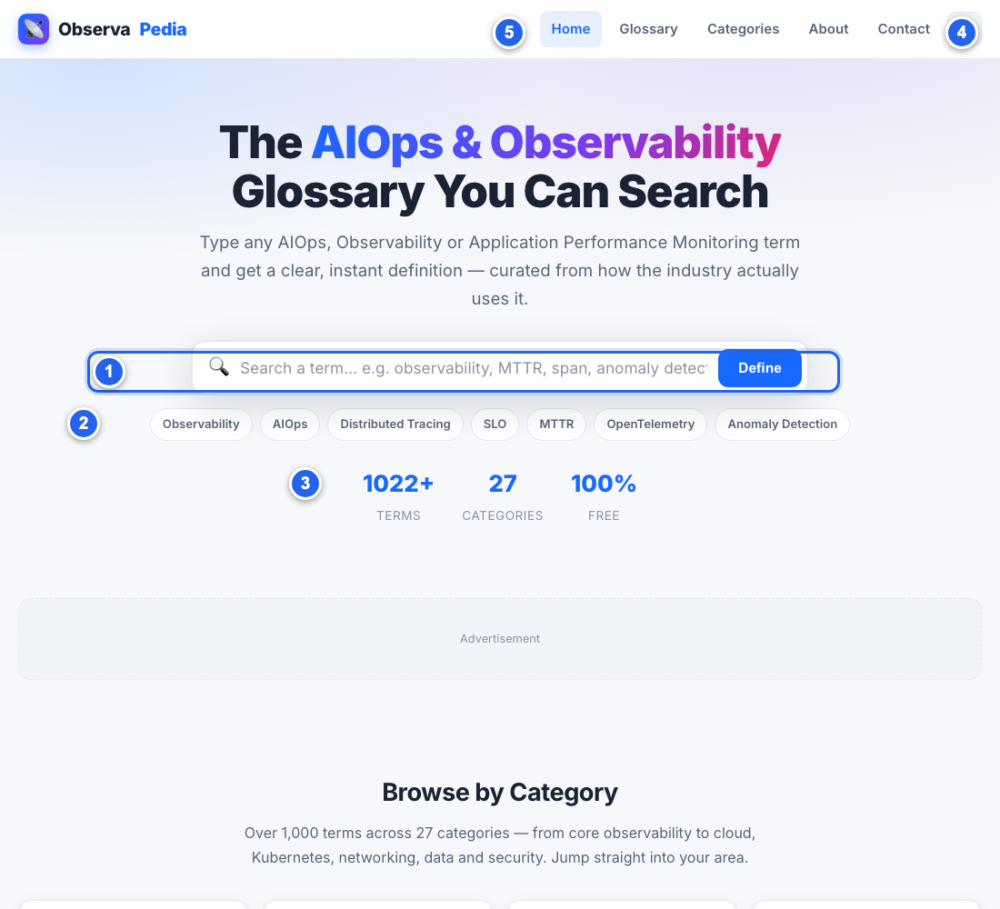 Observa Pedia
5
Home
Glossary
Categories
About
Contact
4
The AIOps & Observability
Glossary You Can Search
Type any AIOps, Observability or Application Performance Monitoring term
and get a clear, instant definition — curated from how the industry actually
uses it.
1
Search a term... e.g. observability, MTTR, span, anomaly detect
Define
2
Observability
AIOps
Distributed Tracing
SLO
MTTR
OpenTelemetry
Anomaly Detection
3
1022+
27
100%
TERMS
CATEGORIES
FREE
Advertisement
Browse by Category
Over 1,000 terms across 27 categories — from core observability to cloud,
Kubernetes, networking, data and security. Jump straight into your area.